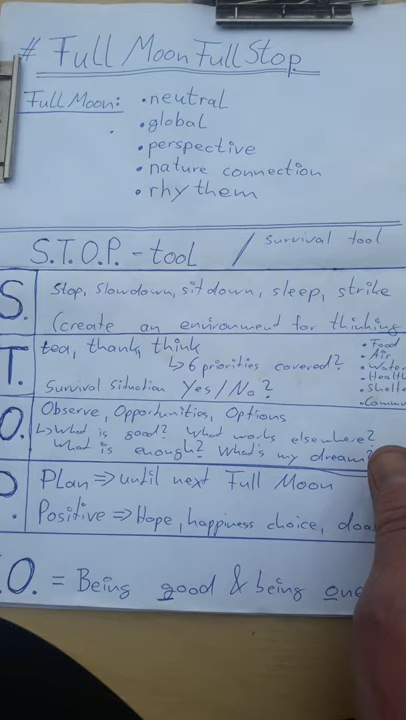 # Full Moon Full Stop
Full Moon: • neutral
• global
• perspective
• nature connection
• rhythem
S.T.O.P. - tool / survival tool
S. Stop, Slowdown, sit down, sleep, strike
(create an environment for thinking
T. tea, thank, think
↳ 6 priorities covered?
Survival Situation Yes/No?
• Food
• Air
• Water
• Health
• Shelte
• Commu
O. Observe, Opportunities, Options
↳ What is good? What works elsewhere?
What is enough? What's my dream?
Plan ⇒ until next Full Moon
Positive ⇒ Hope, happiness choice,
.O. = Being good & being